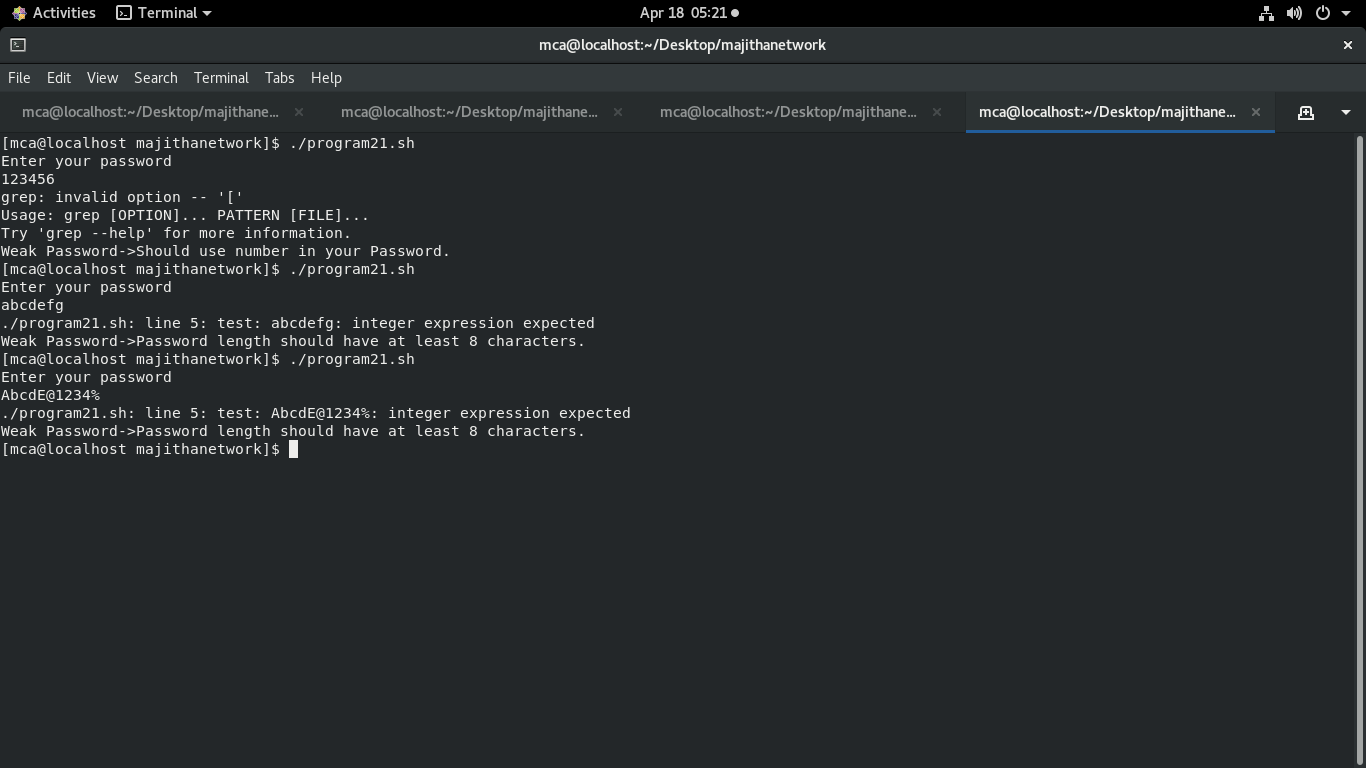 Activities Terminal Apr 18 05:21
mca@localhost:~/Desktop/majithanetwork
File Edit View Search Terminal Tabs Help
mca@localhost:~/Desktop/majithane... mca@localhost:~/Desktop/majithane... mca@localhost:~/Desktop/majithane... mca@localhost:~/Desktop/majithane...
[mca@localhost majithanetwork]$ ./program21.sh
Enter your password
123456
grep: invalid option -- '['
Usage: grep [OPTION]... PATTERN [FILE]...
Try 'grep --help' for more information.
Weak Password->Should use number in your Password.
[mca@localhost majithanetwork]$ ./program21.sh
Enter your password
abcdefg
./program21.sh: line 5: test: abcdefg: integer expression expected
Weak Password->Password length should have at least 8 characters.
[mca@localhost majithanetwork]$ ./program21.sh
Enter your password
AbcdE@1234%
./program21.sh: line 5: test: AbcdE@1234%: integer expression expected
Weak Password->Password length should have at least 8 characters.
[mca@localhost majithanetwork]$